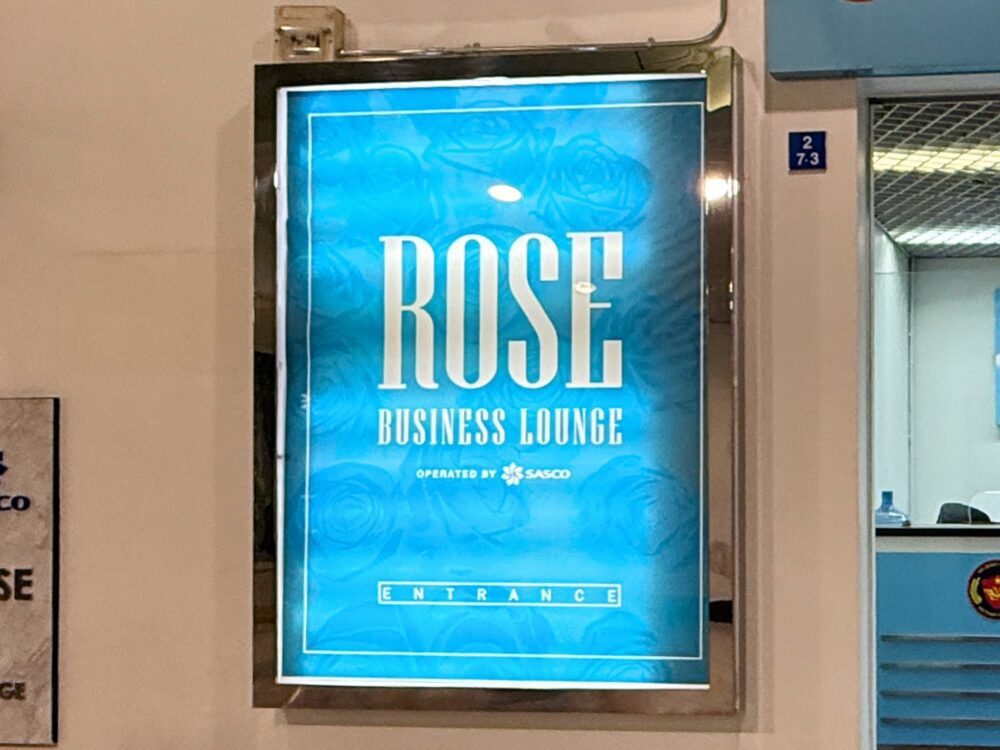 ROSE
BUSINESS LOUNGE
OPERATED BY SASCO
ENTRANCE
2
7·3
CO
SE
GE